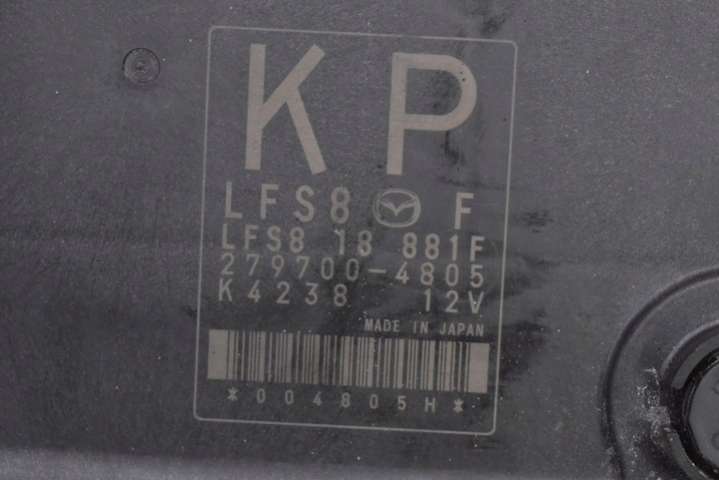 KP
LFS8 F
LFS8 18 881F
279700-4805
K4238 12V
MADE IN JAPAN
*004805H*